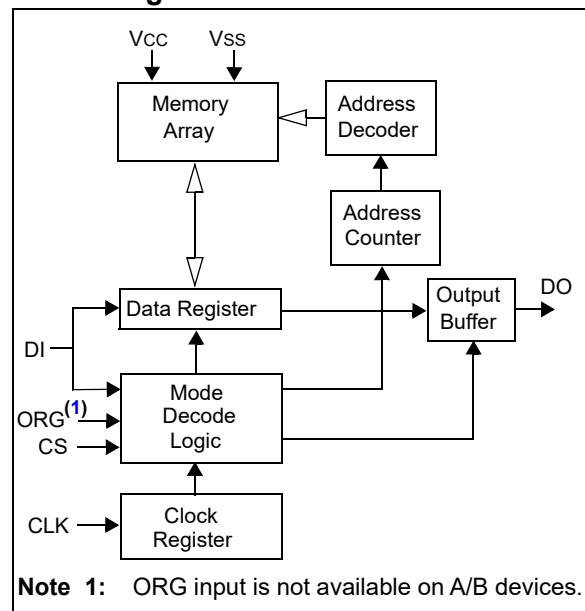 VCC VSS
Memory
Array
Address
Decoder
Address
Counter
Data Register
Output
Buffer
DO
DI
Mode
Decode
Logic
ORG(1)
CS
CLK
Clock
Register
Note 1: ORG input is not available on A/B devices.